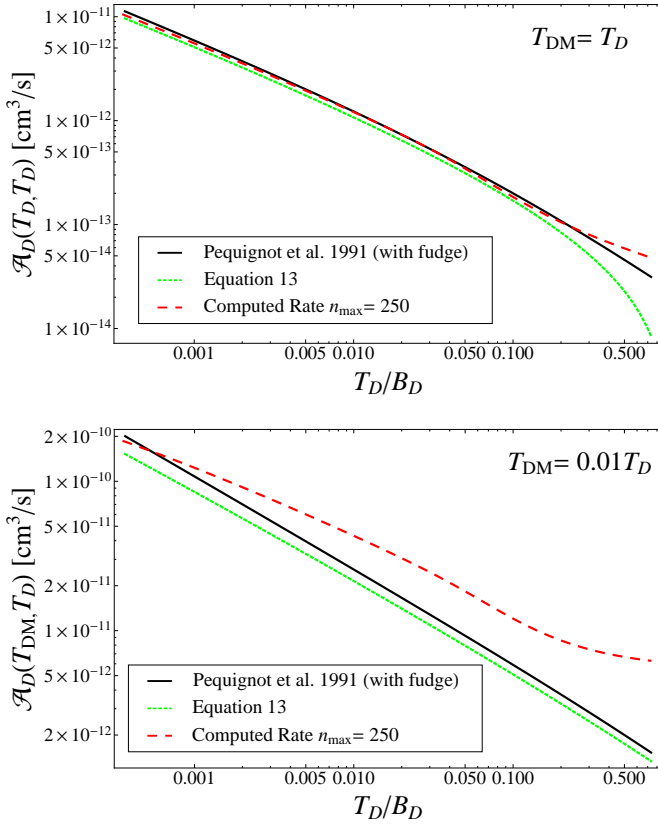 T_DM= T_D
1 × 10⁻¹¹
5 × 10⁻¹²
1 × 10⁻¹²
5 × 10⁻¹³
1 × 10⁻¹³
5 × 10⁻¹⁴
1 × 10⁻¹⁴
𝒜_D(T_D,T_D) [cm³/s]
Pequignot et al. 1991 (with fudge)
Equation 13
Computed Rate n_max= 250
0.001 0.005 0.010 0.050 0.100 0.500
T_D/B_D
T_DM= 0.01T_D
2 × 10⁻¹⁰
1 × 10⁻¹⁰
5 × 10⁻¹¹
2 × 10⁻¹¹
1 × 10⁻¹¹
5 × 10⁻¹²
2 × 10⁻¹²
𝒜_D(T_DM,T_D) [cm³/s]
Pequignot et al. 1991 (with fudge)
Equation 13
Computed Rate n_max= 250
0.001 0.005 0.010 0.050 0.100 0.500
T_D/B_D